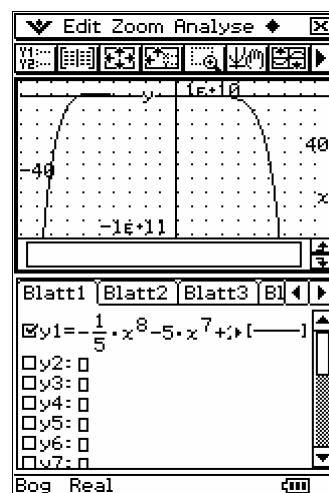 Edit Zoom Analyse
y 1E+10
40
-40
x
-1E+11
Blatt1 Blatt2 Blatt3 Bl
y1=-1/5·x^8-5·x^7+
y2:
y3:
y4:
y5:
y6:
y7:
Bog Real